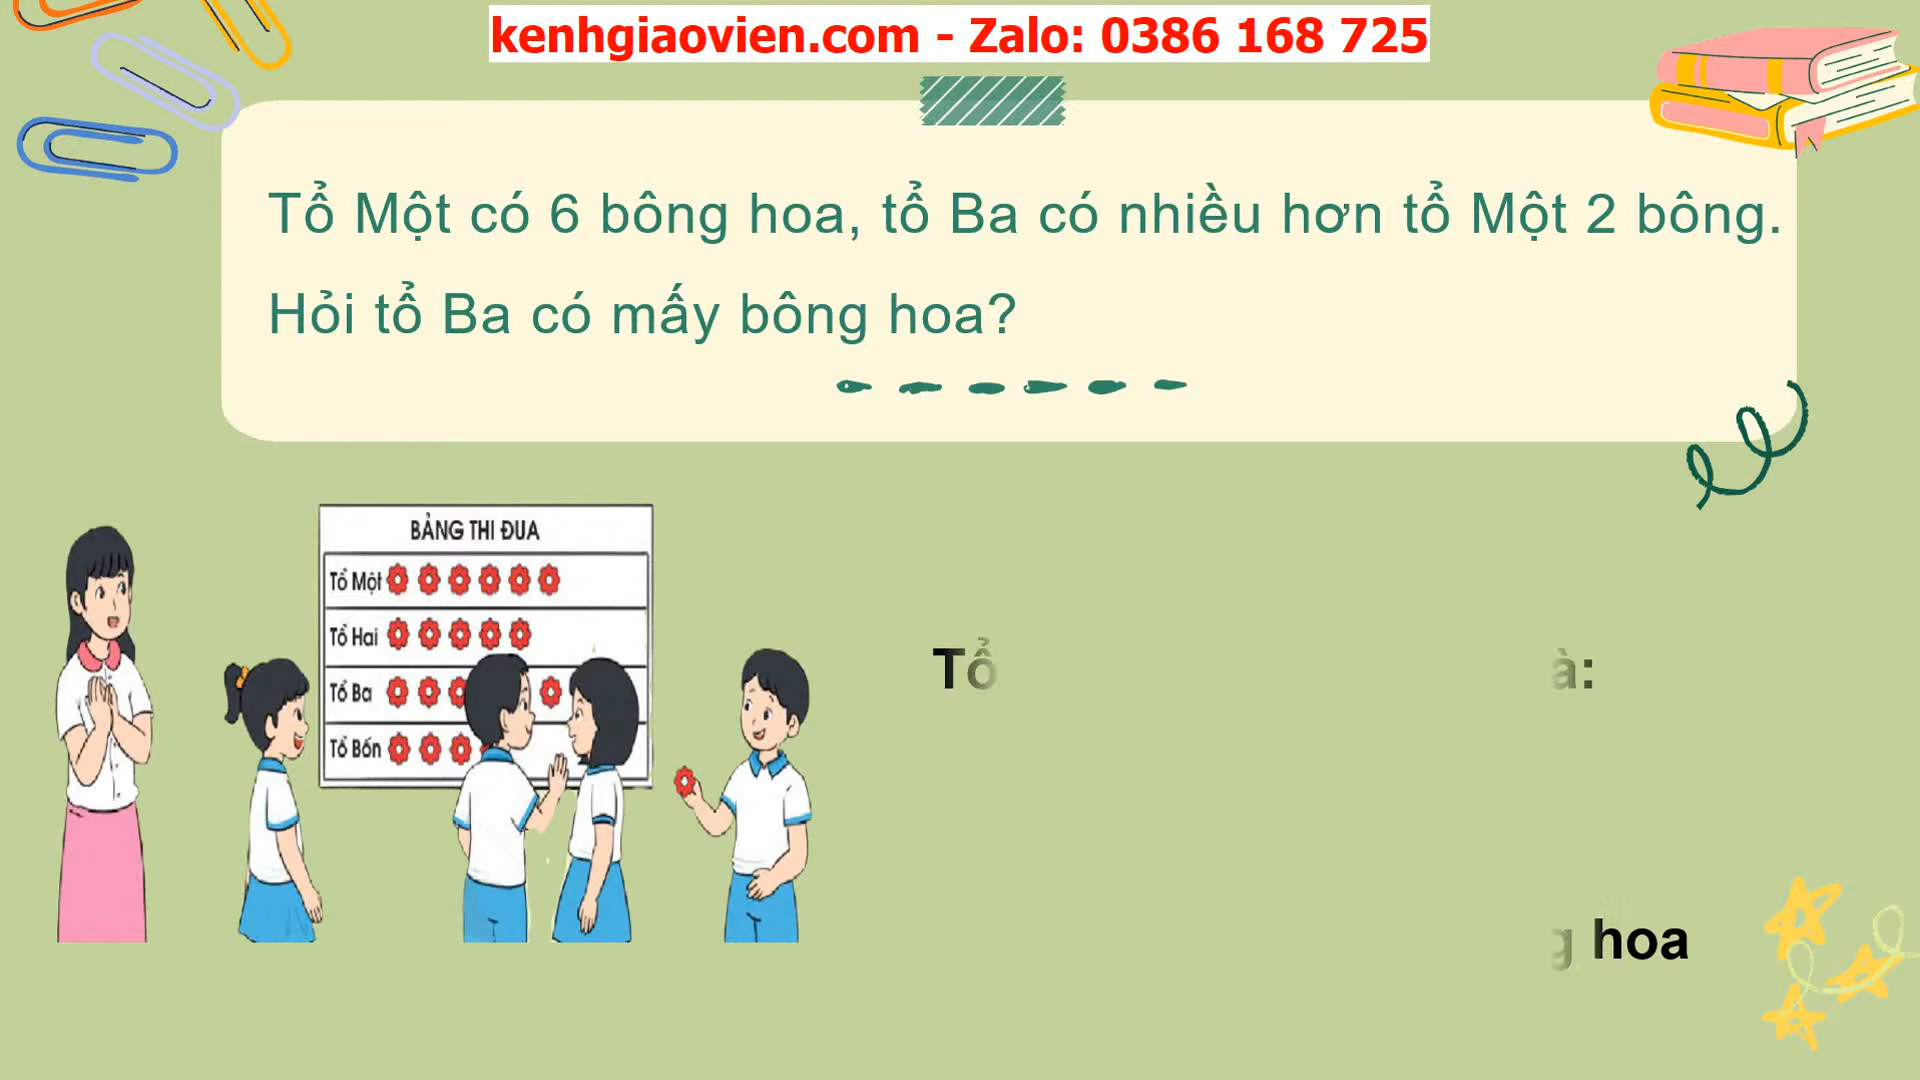 kenhgiaovien.com - Zalo: 0386 168 725
Tổ Một có 6 bông hoa, tổ Ba có nhiều hơn tổ Một 2 bông.
Hỏi tổ Ba có mấy bông hoa?
BẢNG THI ĐUA
Tổ Một
Tổ Hai
Tổ Ba
Tổ Bốn
Tổ à:
g hoa